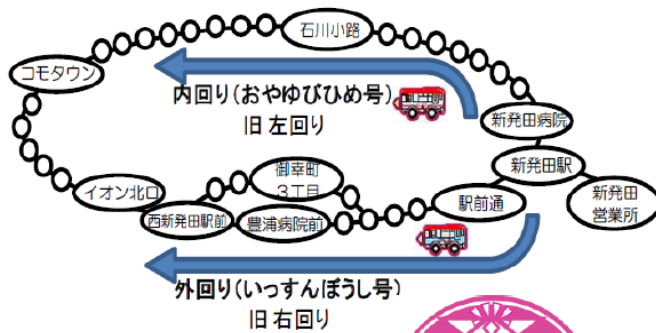 石川小路
コモタウン
内回り(おやゆびひめ号)
旧 左回り
新発田病院
新発田駅
御幸町
3丁目
イオン北口
駅前通
新発田
営業所
西新発田駅前
豊浦病院前
外回り(いっすんぼうし号)
旧 右回り